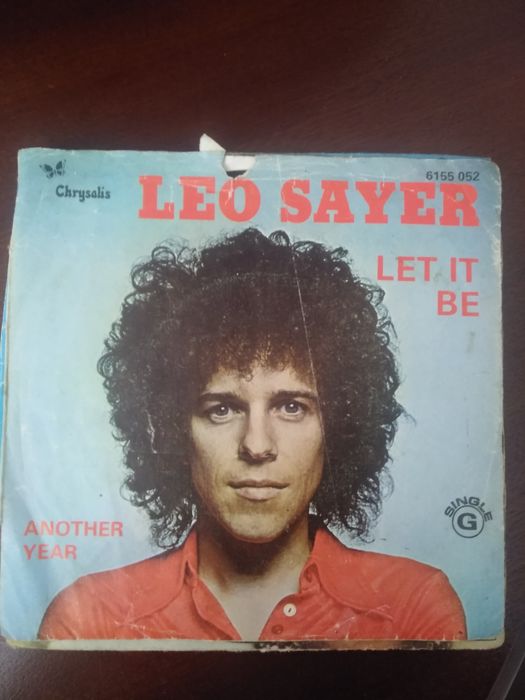 Chrysalis
6155 052
LEO SAYER
LET IT
BE
ANOTHER
YEAR
SINGLE
G